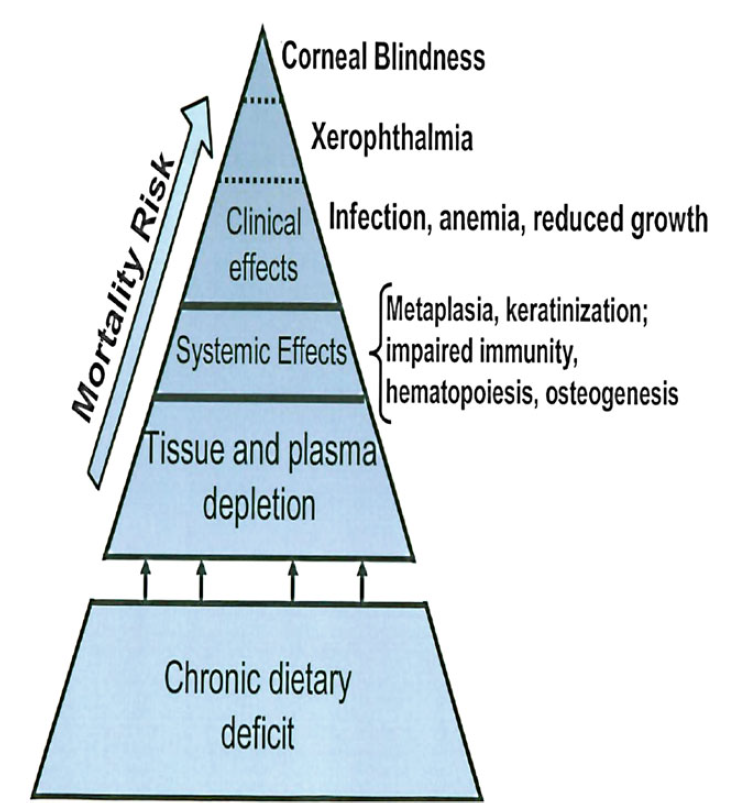 Corneal Blindness
Xerophthalmia
Mortality Risk
Clinical
effects
Infection, anemia, reduced growth
Systemic Effects
Metaplasia, keratinization;
impaired immunity,
hematopoiesis, osteogenesis
Tissue and plasma
depletion
Chronic dietary
deficit